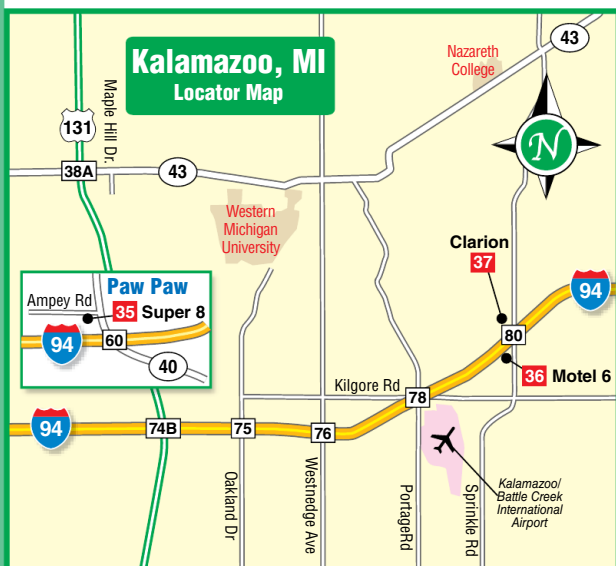 Kalamazoo, MI
Locator Map
Nazareth
College
43
131
Maple Hill Dr.
N
38A
43
Western
Michigan
University
Clarion
37
94
Paw Paw
Ampey Rd
35 Super 8
94
60
40
80
36 Motel 6
Kilgore Rd
78
94
74B
75
76
Oakland Dr
Westnedge Ave
PortageRd
Sprinkle Rd
Kalamazoo/
Battle Creek
International
Airport